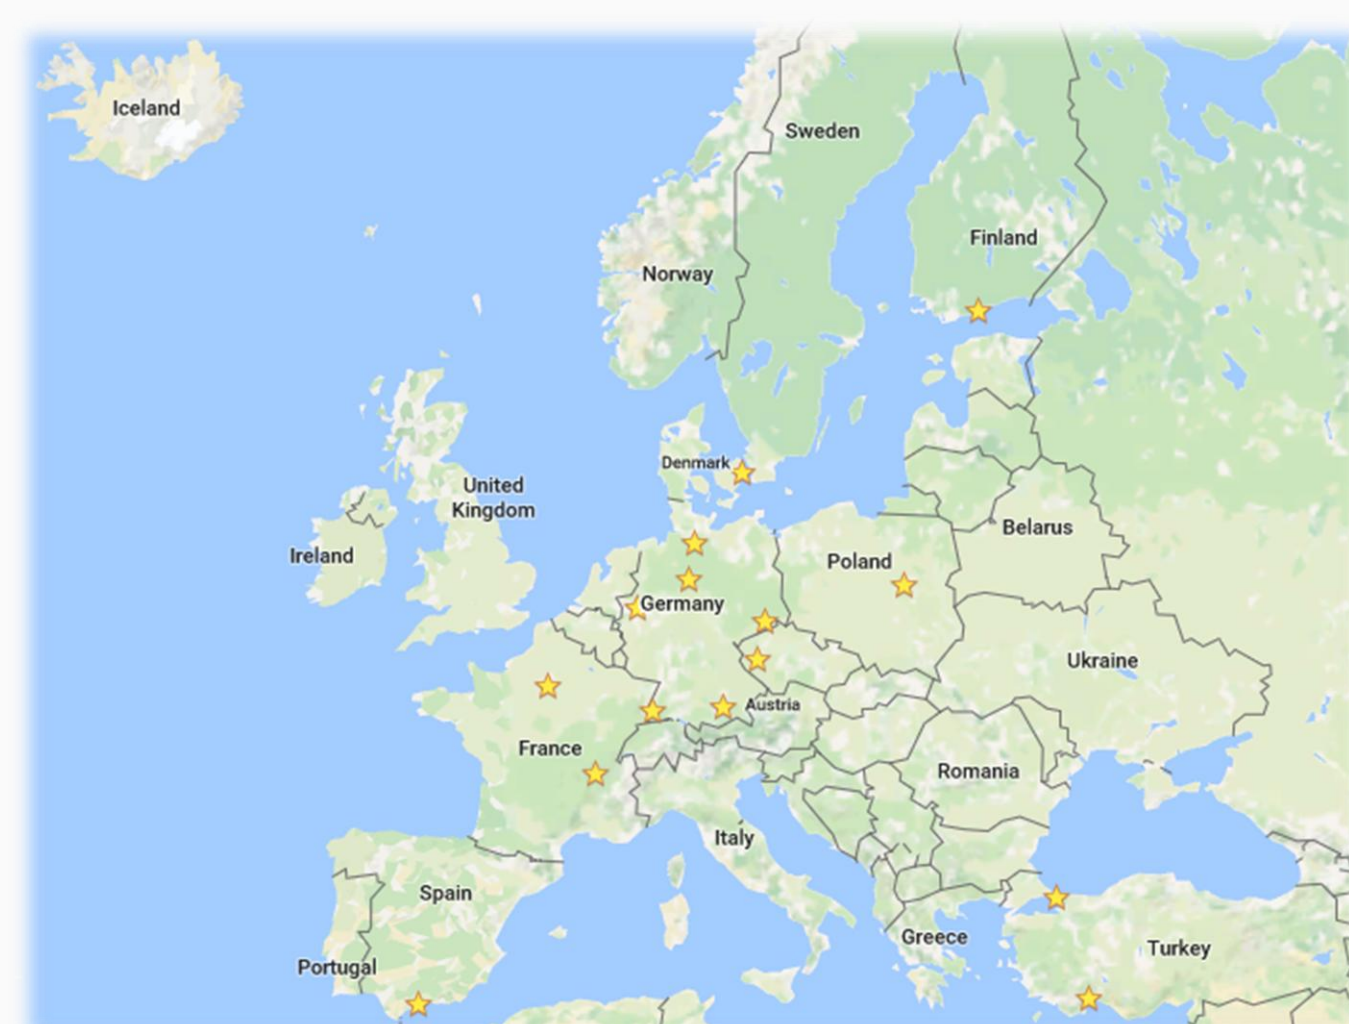 Iceland
Sweden
Finland
Norway
Denmark
United
Kingdom
Ireland
Belarus
Poland
Germany
Ukraine
Austria
France
Romania
Italy
Spain
Greece
Turkey
Portugal